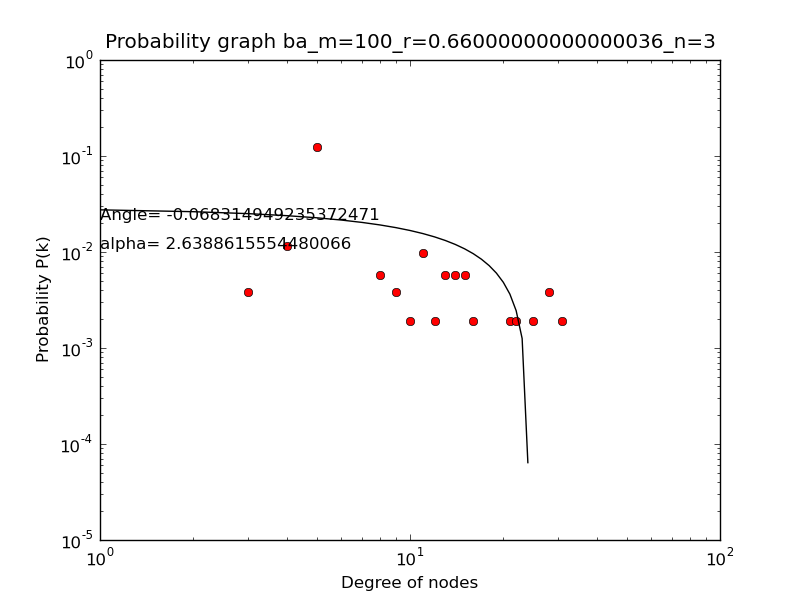 Probability graph ba_m=100_r=0.66000000000000036_n=3
10^0
10^-1
10^-2
10^-3
10^-4
10^-5
Probability P(k)
Angle= -0.068314949235372471
alpha= 2.6388615554480066
10^0
10^1
10^2
Degree of nodes